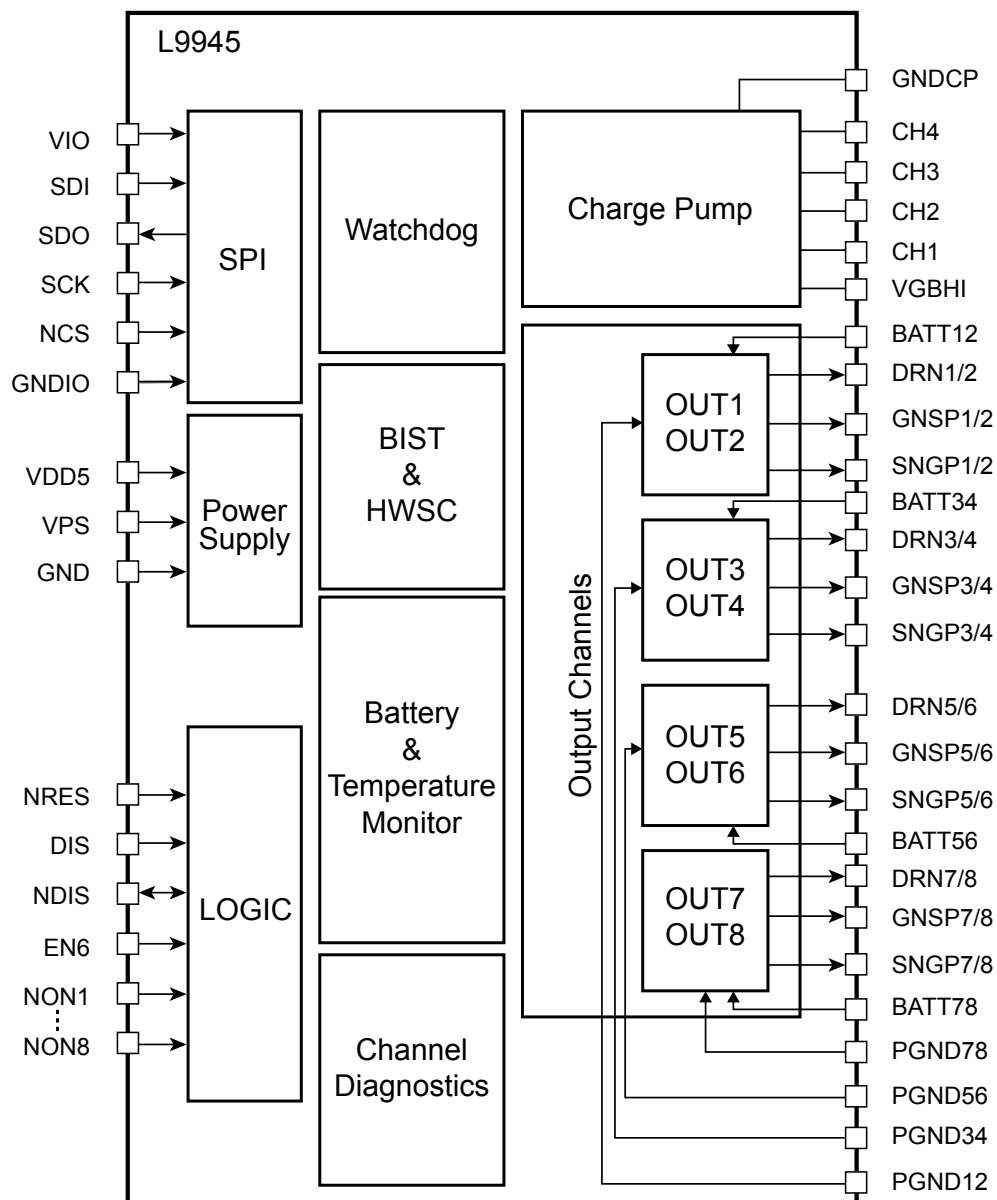 L9945
VIO
SDI
SDO
SCK
NCS
GNDIO
VDD5
VPS
GND
NRES
DIS
NDIS
EN6
NON1
NON8
SPI
Power
Supply
LOGIC
Watchdog
BIST
&
HWSC
Battery
&
Temperature
Monitor
Channel
Diagnostics
Charge Pump
Output Channels
OUT1
OUT2
OUT3
OUT4
OUT5
OUT6
OUT7
OUT8
GNDCP
CH4
CH3
CH2
CH1
VGBHI
BATT12
DRN1/2
GNSP1/2
SNGP1/2
BATT34
DRN3/4
GNSP3/4
SNGP3/4
DRN5/6
GNSP5/6
SNGP5/6
BATT56
DRN7/8
GNSP7/8
SNGP7/8
BATT78
PGND78
PGND56
PGND34
PGND12